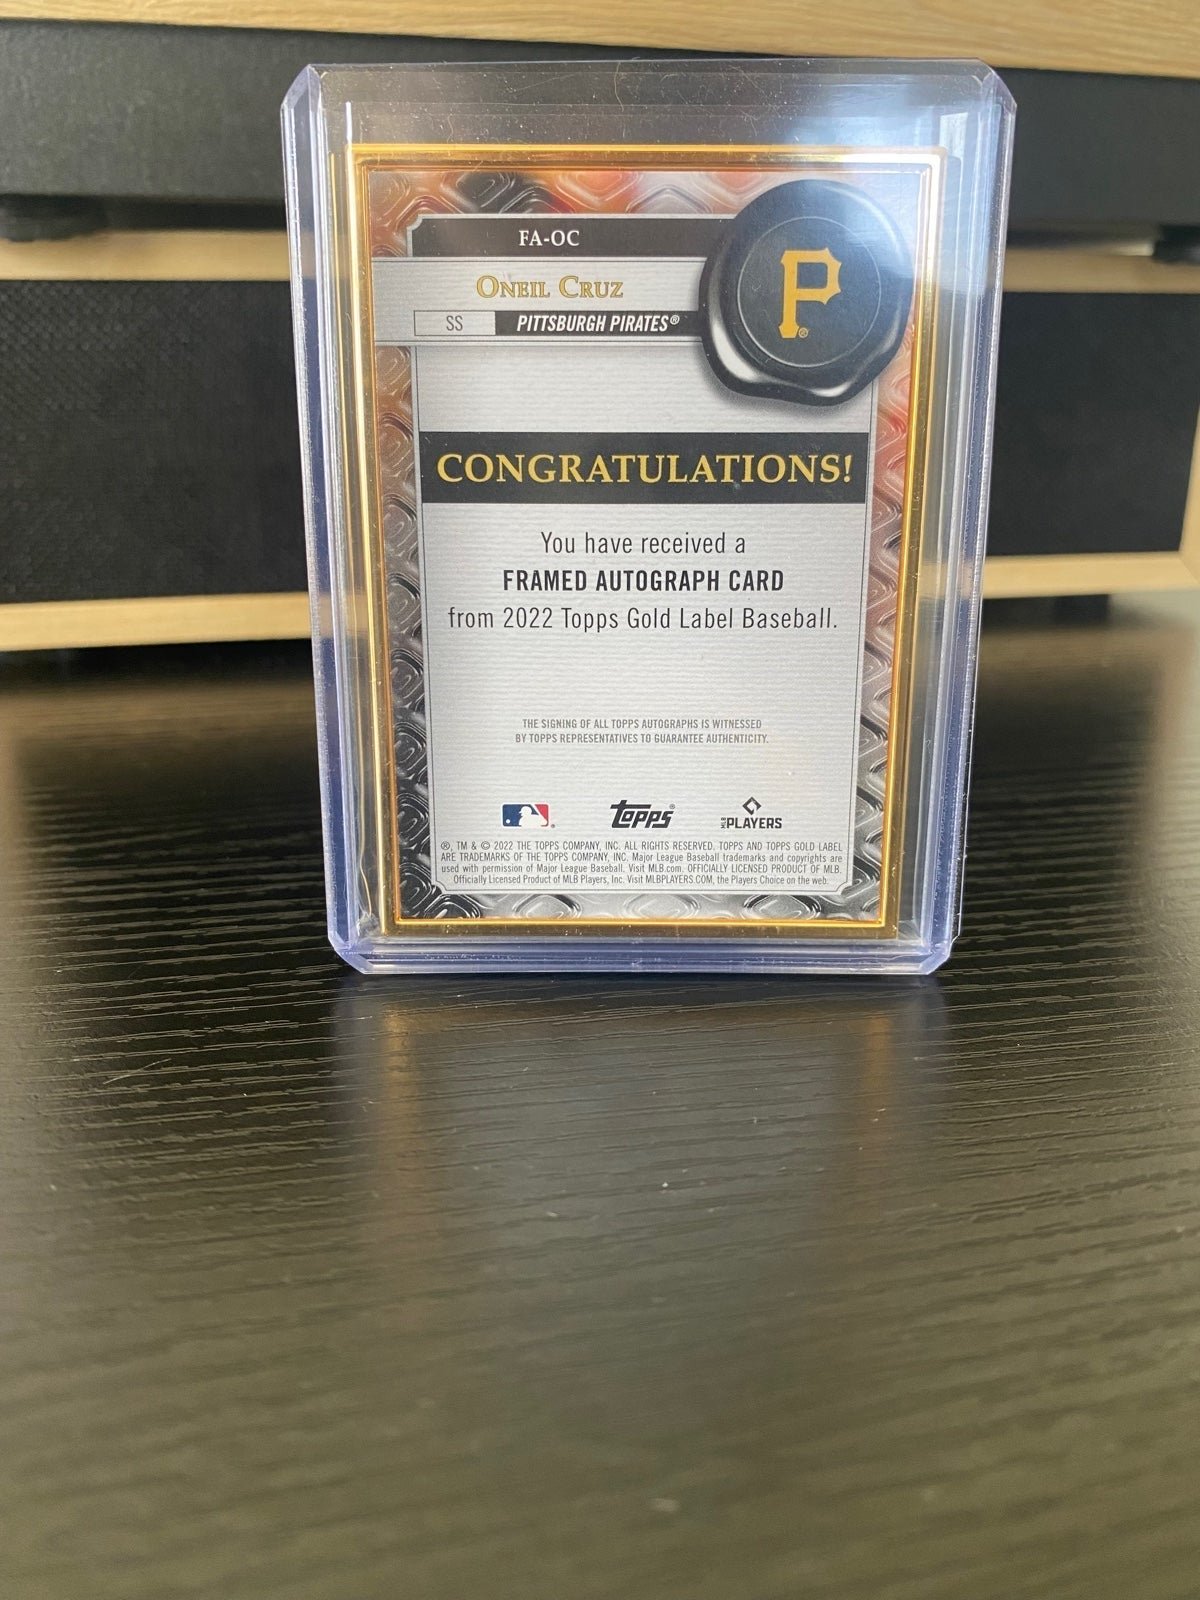 FA-OC
ONEIL CRUZ
SS PITTSBURGH PIRATES®
P®
CONGRATULATIONS!
You have received a
FRAMED AUTOGRAPH CARD
from 2022 Topps Gold Label Baseball.
THE SIGNING OF ALL TOPPS AUTOGRAPHS IS WITNESSED
BY TOPPS REPRESENTATIVES TO GUARANTEE AUTHENTICITY.
Topps® MLB PLAYERS
®, TM & © 2022 THE TOPPS COMPANY, INC. ALL RIGHTS RESERVED. TOPPS AND TOPPS GOLD LABEL
ARE TRADEMARKS OF THE TOPPS COMPANY, INC. Major League Baseball trademarks and copyrights are
used with permission of Major League Baseball. Visit MLB.com. OFFICIALLY LICENSED PRODUCT OF MLB.
Officially Licensed Product of MLB Players, Inc. Visit MLBPLAYERS.COM, the Players Choice on the web.